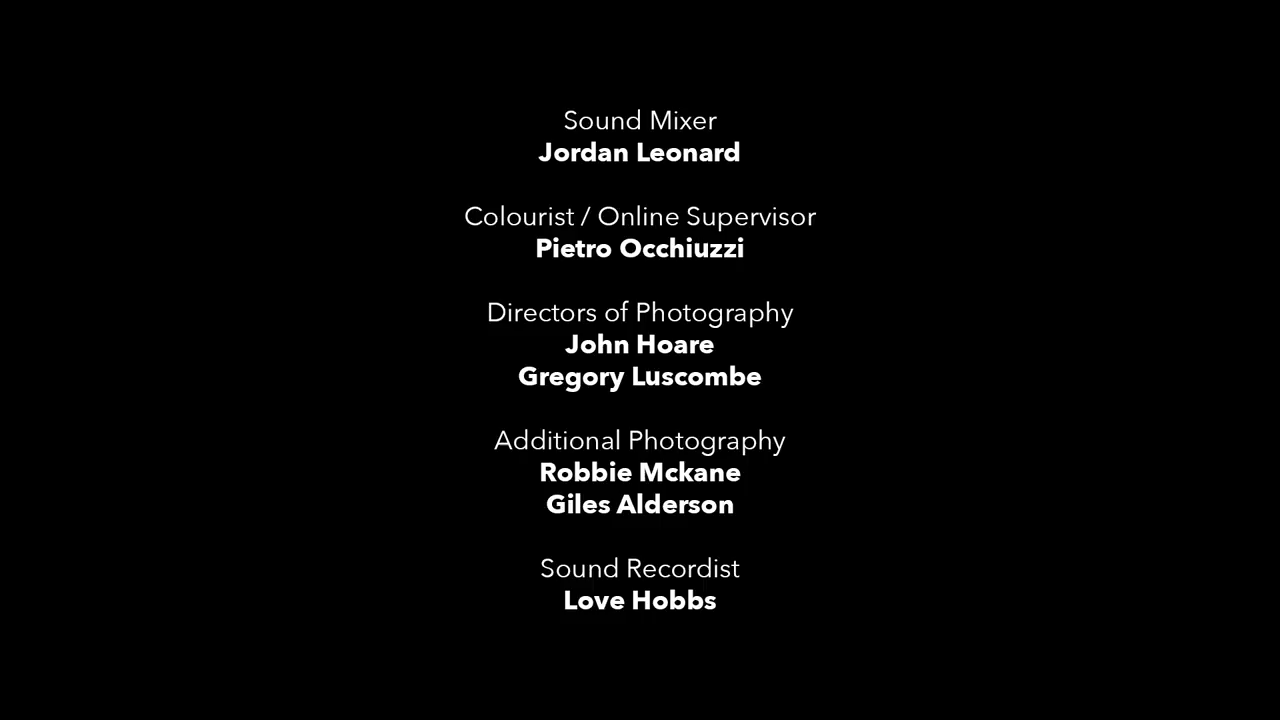 Sound Mixer
Jordan Leonard
Colourist / Online Supervisor
Pietro Occhiuzzi
Directors of Photography
John Hoare
Gregory Luscombe
Additional Photography
Robbie Mckane
Giles Alderson
Sound Recordist
Love Hobbs